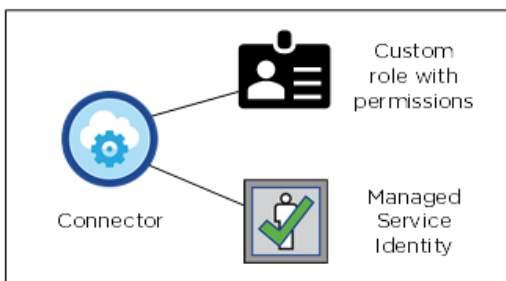 Custom
role with
permissions
Connector
Managed
Service
Identity